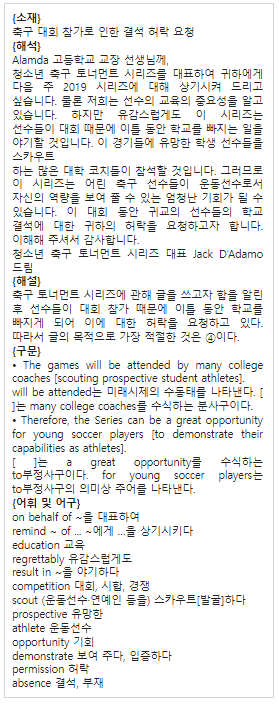 {소재}
축구 대회 참가로 인한 결석 허락 요청
{해석}
Alamda 고등학교 교장 선생님께,
청소년 축구 토너먼트 시리즈를 대표하여 귀하에게
다음 주 2019 시리즈에 대해 상기시켜 드리고
싶습니다. 물론 저희는 선수의 교육의 중요성을 알고
있습니다. 하지만 유감스럽게도 이 시리즈는
선수들이 대회 때문에 이틀 동안 학교를 빠지는 일을
야기할 것입니다. 이 경기들에 유망한 학생 선수들을
스카우트
하는 많은 대학 코치들이 참석할 것입니다. 그러므로
이 시리즈는 어린 축구 선수들이 운동선수로서
자신의 역량을 보여 줄 수 있는 엄청난 기회가 될 수
있습니다. 이 대회 동안 귀교의 선수들의 학교
결석에 대한 귀하의 허락을 요청하고자 합니다.
이해해 주셔서 감사합니다.
청소년 축구 토너먼트 시리즈 대표 Jack D'Adamo
드림
{해설}
축구 토너먼트 시리즈에 관해 글을 쓰고자 함을 알린
후 선수들이 대회 참가 때문에 이틀 동안 학교를
빠지게 되어 이에 대한 허락을 요청하고 있다.
따라서 글의 목적으로 가장 적절한 것은 ④이다.
{구문}
• The games will be attended by many college
coaches [scouting prospective student athletes].
will be attended는 미래시제의 수동태를 나타낸다. [
]는 many college coaches를 수식하는 분사구이다.
• Therefore, the Series can be a great opportunity
for young soccer players [to demonstrate their
capabilities as athletes].
[ ]는 a great opportunity를 수식하는
to부정사구이다. for young soccer players는
to부정사구의 의미상 주어를 나타낸다.
{어휘 및 어구}
on behalf of ~을 대표하여
remind ~ of ... ~에게 ...을 상기시키다
education 교육
regrettably 유감스럽게도
result in ~을 야기하다
competition 대회, 시합, 경쟁
scout (운동선수·연예인 등을) 스카우트[발굴]하다
prospective 유망한
athlete 운동선수
opportunity 기회
demonstrate 보여 주다, 입증하다
permission 허락
absence 결석, 부재